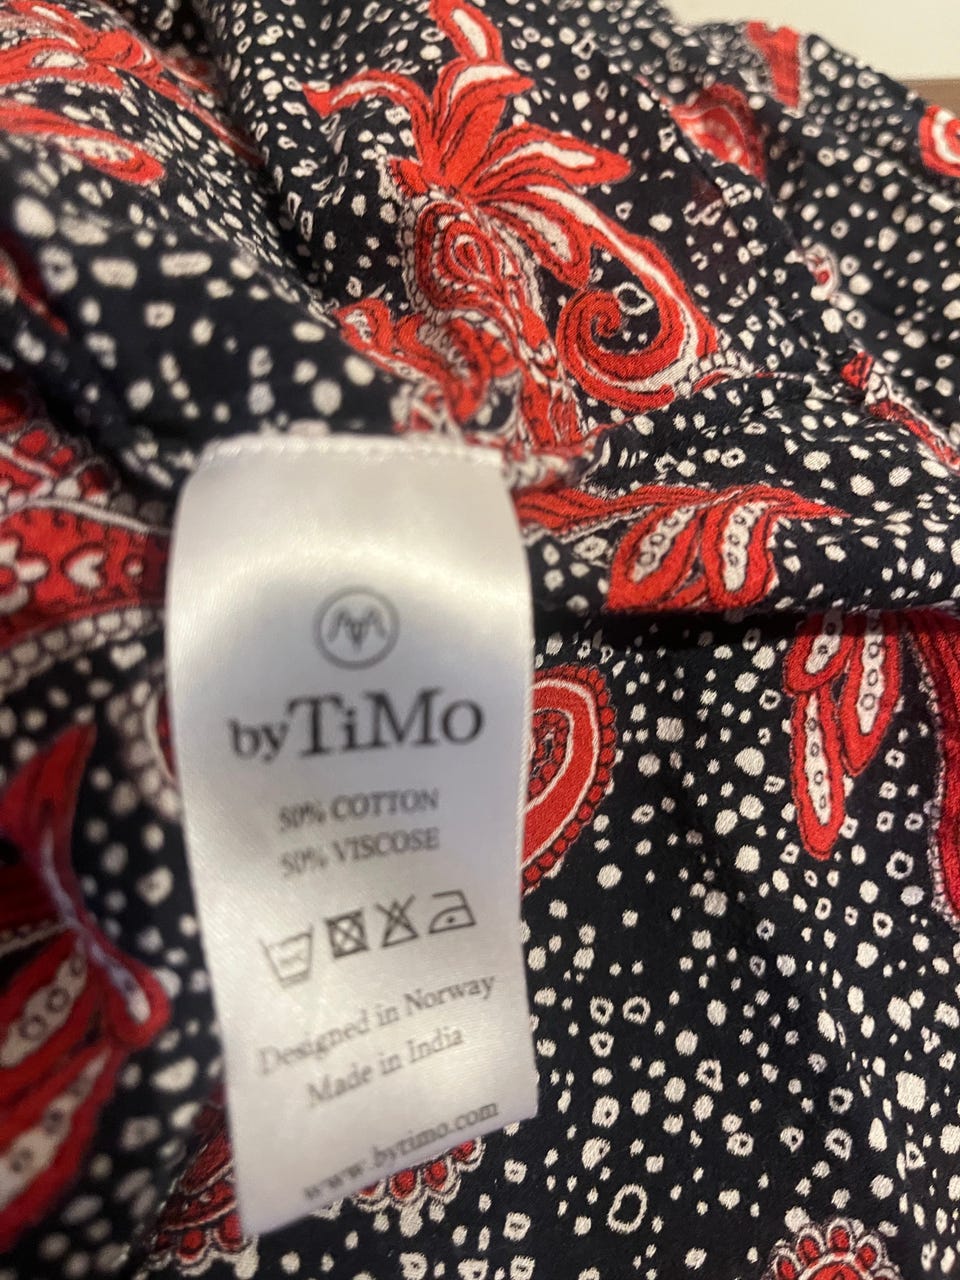 byTiMo
50% COTTON
50% VISCOSE
Designed in Norway
Made in India
www.bytimo.com